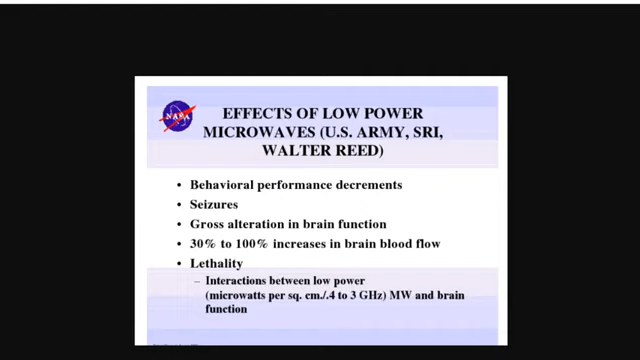 NASA
EFFECTS OF LOW POWER
MICROWAVES (U.S. ARMY, SRI,
WALTER REED)
• Behavioral performance decrements
• Seizures
• Gross alteration in brain function
• 30% to 100% increases in brain blood flow
• Lethality
– Interactions between low power
(microwatts per sq. cm./.4 to 3 GHz) MW and brain
function